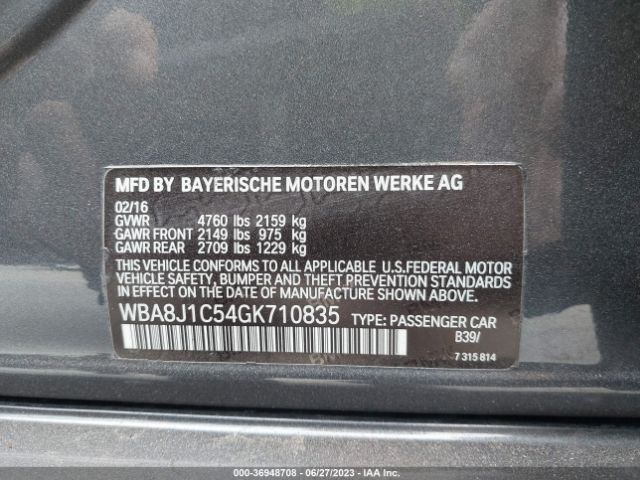 MFD BY BAYERISCHE MOTOREN WERKE AG
02/16
GVWR 4760 lbs 2159 kg
GAWR FRONT 2149 lbs 975 kg
GAWR REAR 2709 lbs 1229 kg
THIS VEHICLE CONFORMS TO ALL APPLICABLE U.S.FEDERAL MOTOR
VEHICLE SAFETY, BUMPER AND THEFT PREVENTION STANDARDS
IN EFFECT ON THE DATE OF MANUFACTURE SHOWN ABOVE.
WBA8J1C54GK710835 TYPE: PASSENGER CAR
B39/
7 315 814
000-36948708 - 06/27/2023 - IAA Inc.